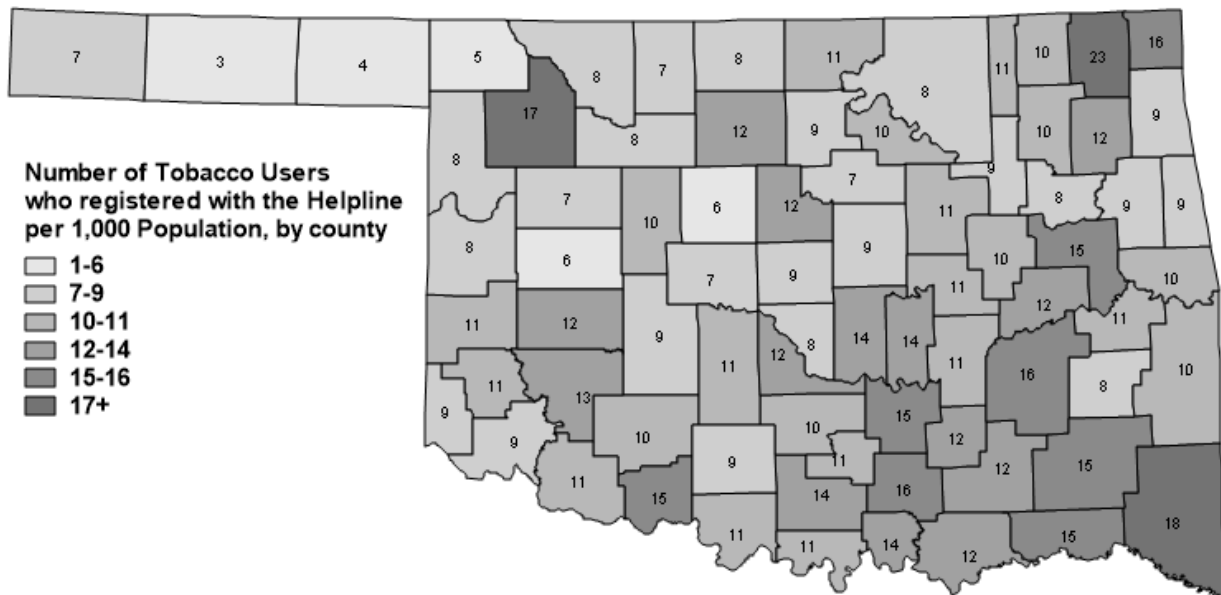 7 3 4 5 8 7 8 11 8 11 10 23 16
17 8 12 9 10 10 12 9
8 7 10 6 12 7 11 9 8 9 9
8 6 7 9 9 11 10 15 10
11 12 9 11 12 8 14 14 11 12 11
11 13 16 8 10
9 9 10 10 15 12
11 15 9 11 14 16 12 15
11 11 14 12 15 18
Number of Tobacco Users
who registered with the Helpline
per 1,000 Population, by county
1-6
7-9
10-11
12-14
15-16
17+